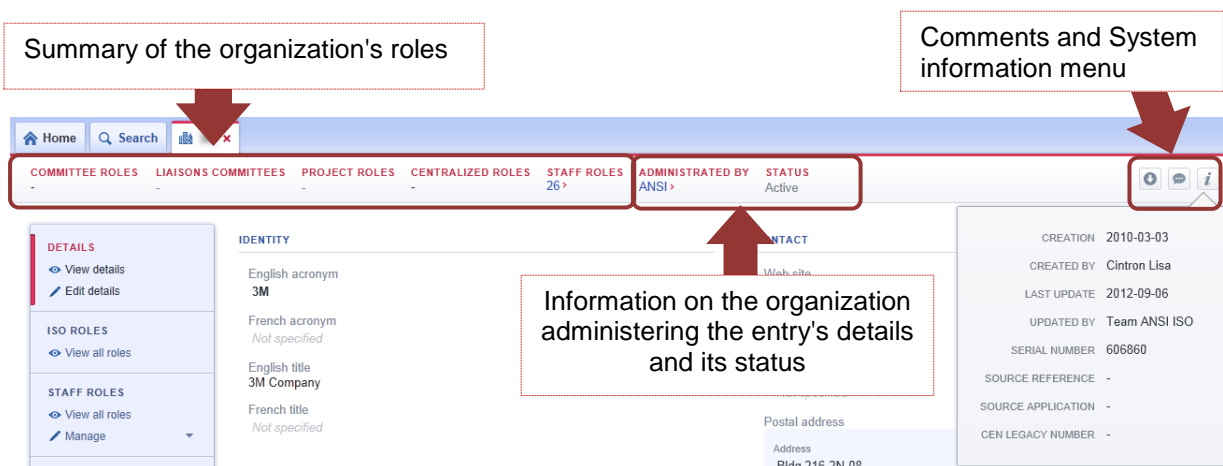 Summary of the organization's roles
Comments and System
information menu
Home Search
COMMITTEE ROLES LIAISONS COMMITTEES PROJECT ROLES CENTRALIZED ROLES STAFF ROLES ADMINISTRATED BY STATUS
- - - - 26 › ANSI › Active
DETAILS
View details
Edit details
ISO ROLES
View all roles
STAFF ROLES
View all roles
Manage
IDENTITY
English acronym
3M
French acronym
Not specified
English title
3M Company
French title
Not specified
Web site
Information on the organization
administering the entry's details
and its status
Postal address
Address
Bldg 216-2N-08
CREATION 2010-03-03
CREATED BY Cintron Lisa
LAST UPDATE 2012-09-06
UPDATED BY Team ANSI ISO
SERIAL NUMBER 606860
SOURCE REFERENCE -
SOURCE APPLICATION -
CEN LEGACY NUMBER -